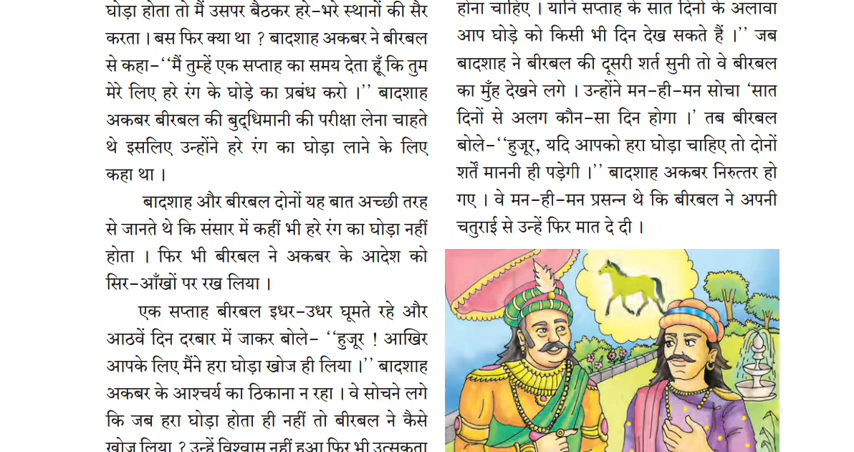 घोड़ा होता तो मैं उसपर बैठकर हरे-भरे स्थानों की सैर
करता । बस फिर क्या था ? बादशाह अकबर ने बीरबल
से कहा-‘‘मैं तुम्हें एक सप्ताह का समय देता हूँ कि तुम
मेरे लिए हरे रंग के घोड़े का प्रबंध करो ।’’ बादशाह
अकबर बीरबल की बुद्धिमानी की परीक्षा लेना चाहते
थे इसलिए उन्होंने हरे रंग का घोड़ा लाने के लिए
कहा था ।
बादशाह और बीरबल दोनों यह बात अच्छी तरह
से जानते थे कि संसार में कहीं भी हरे रंग का घोड़ा नहीं
होता । फिर भी बीरबल ने अकबर के आदेश को
सिर-आँखों पर रख लिया ।
एक सप्ताह बीरबल इधर-उधर घूमते रहे और
आठवें दिन दरबार में जाकर बोले- ‘‘हुजूर ! आखिर
आपके लिए मैंने हरा घोड़ा खोज ही लिया ।’’ बादशाह
अकबर के आश्चर्य का ठिकाना न रहा । वे सोचने लगे
कि जब हरा घोड़ा होता ही नहीं तो बीरबल ने कैसे
खोज लिया ? उन्हें विश्वास नहीं हुआ फिर भी उत्सुकता
होना चाहिए । यानि सप्ताह के सात दिनों के अलावा
आप घोड़े को किसी भी दिन देख सकते हैं ।’’ जब
बादशाह ने बीरबल की दूसरी शर्त सुनी तो वे बीरबल
का मुँह देखने लगे । उन्होंने मन-ही-मन सोचा ‘सात
दिनों से अलग कौन-सा दिन होगा ।’ तब बीरबल
बोले-‘‘हुजूर, यदि आपको हरा घोड़ा चाहिए तो दोनों
शर्तें माननी ही पड़ेगी ।’’ बादशाह अकबर निरुत्तर हो
गए । वे मन-ही-मन प्रसन्न थे कि बीरबल ने अपनी
चतुराई से उन्हें फिर मात दे दी ।